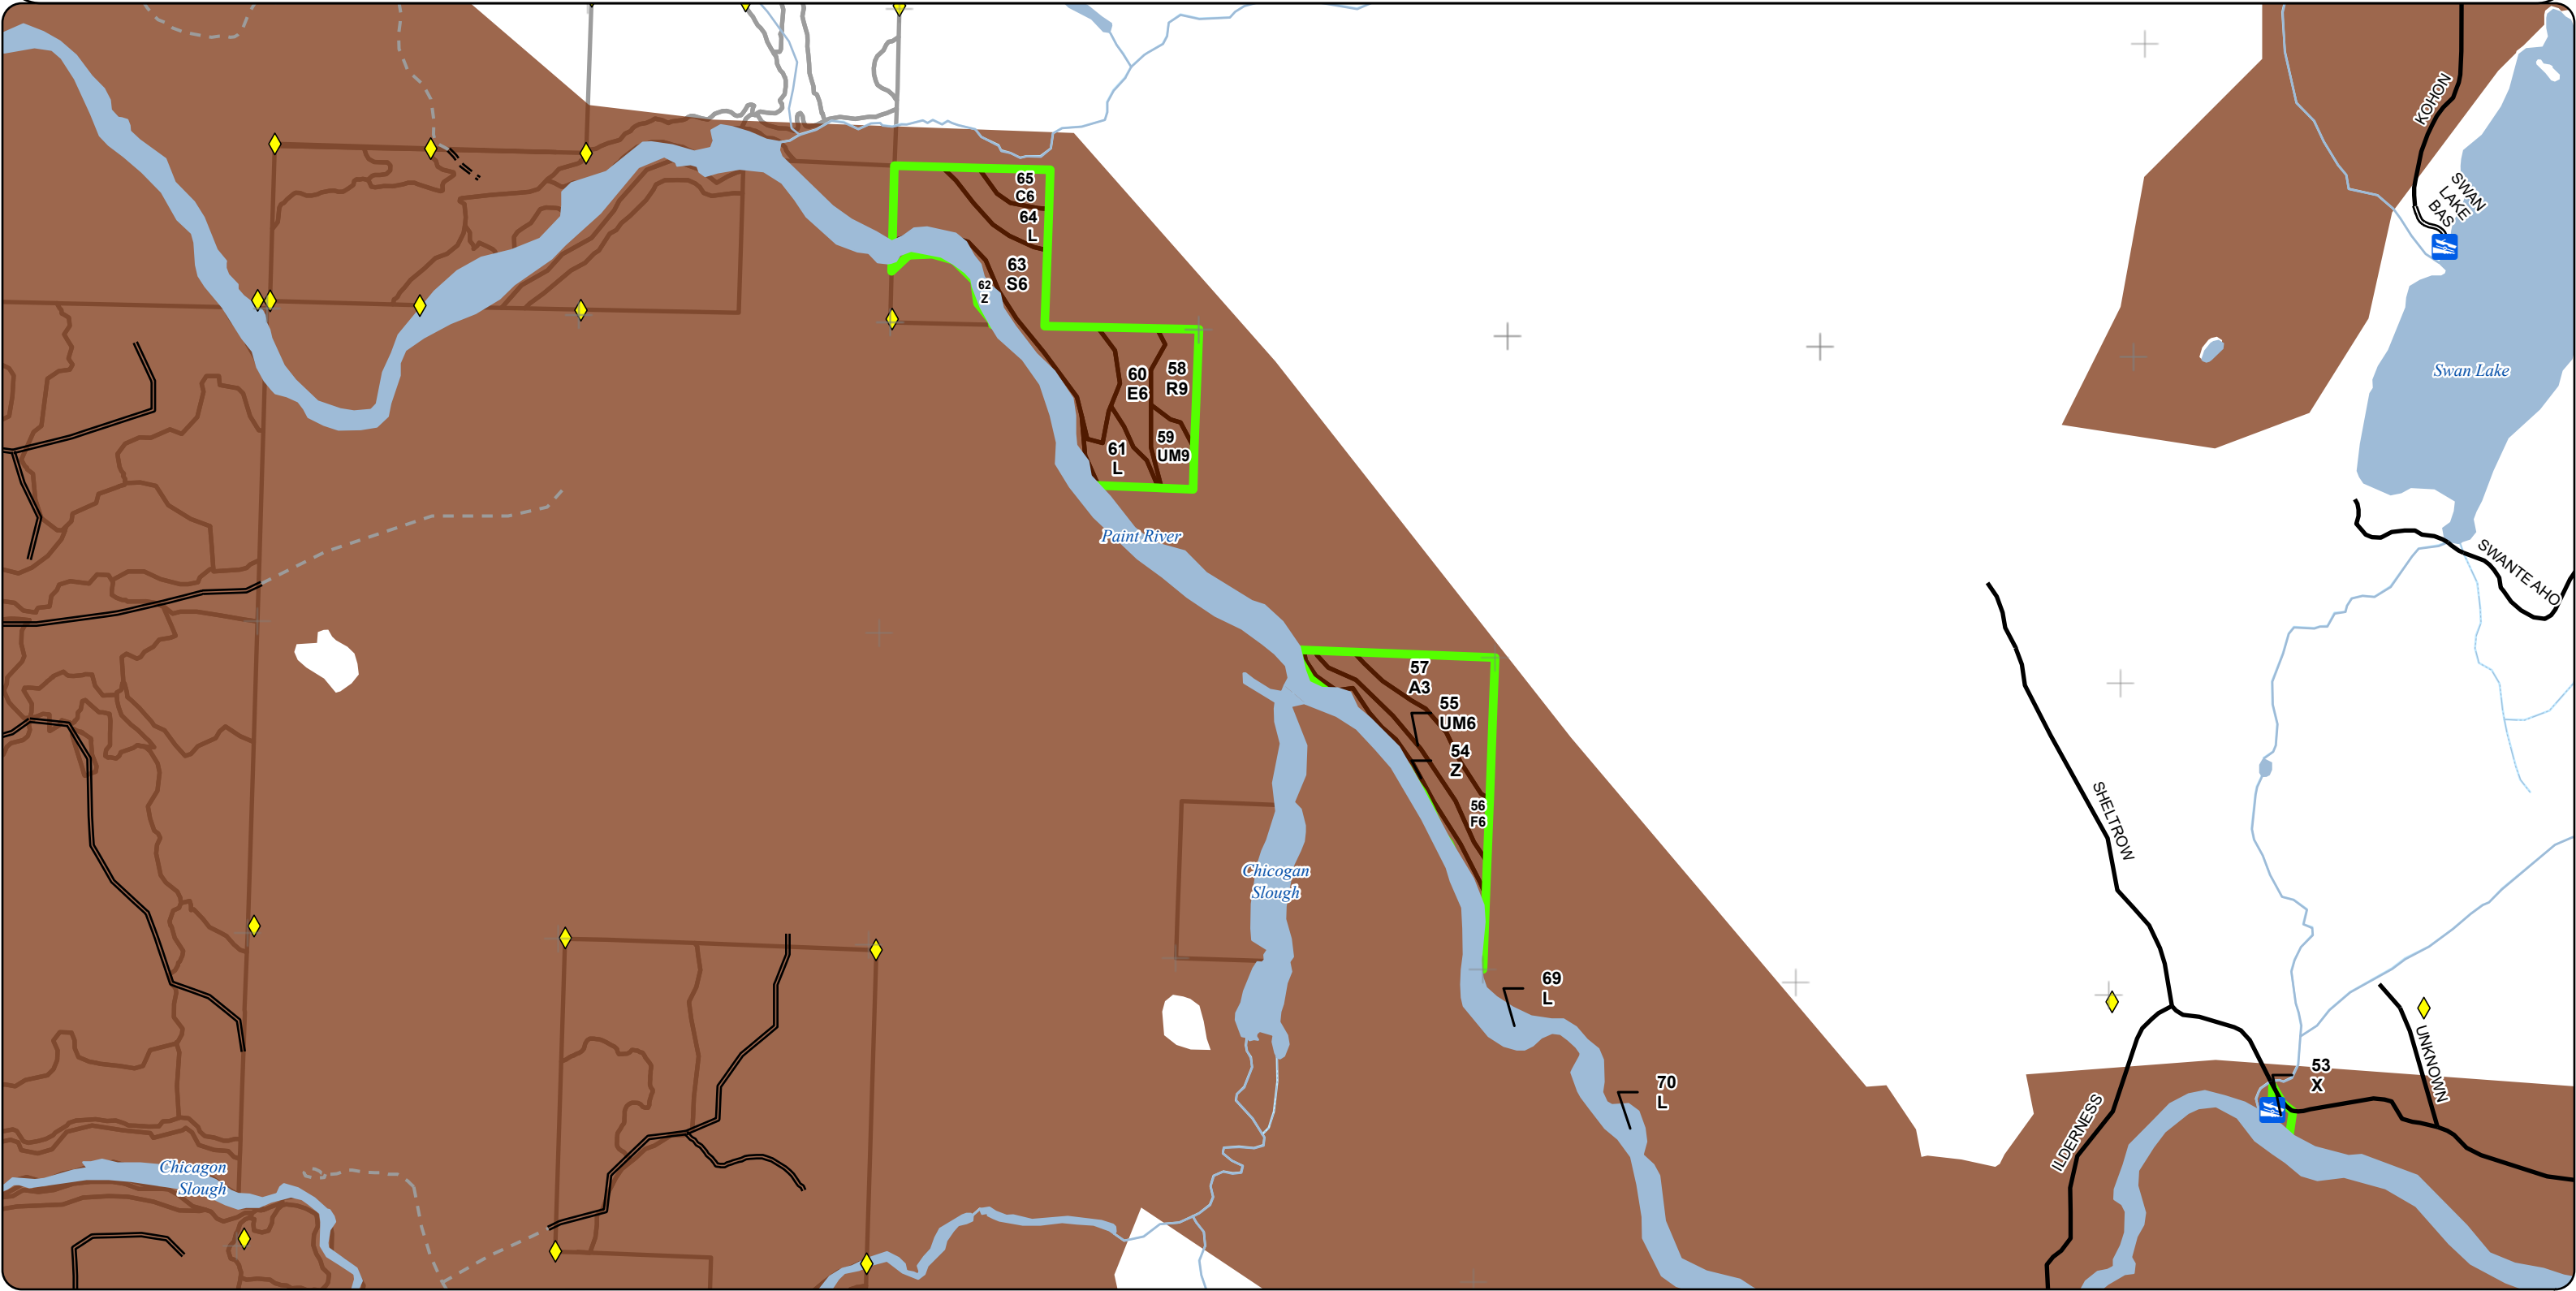 KOHON
SWAN
LAKE
BAS
65
C6
64
L
63
S6
62
Z
60
E6
58
R9
59
UM9
61
L
Swan Lake
Paint River
SWANTE AHO
57
A3
55
UM6
54
Z
56
F6
SHELTROW
Chicogan
Slough
69
L
70
L
53
X
UNKNOWN
ILDERNESS
Chicagon
Slough